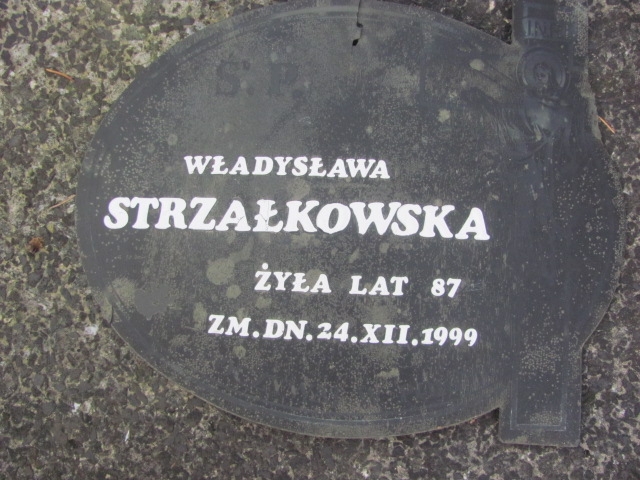 Ś. P.
WŁADYSŁAWA
STRZAŁKOWSKA
ŻYŁA LAT 87
ZM.DN.24.XII.1999